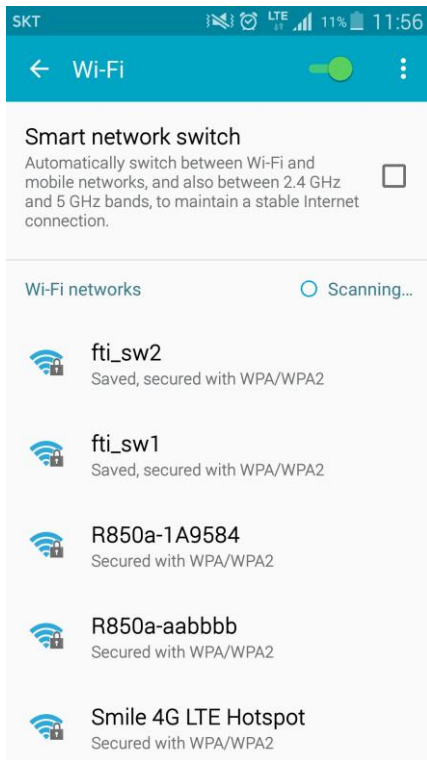 SKT LTE 11% 11:56
Wi-Fi
Smart network switch
Automatically switch between Wi-Fi and
mobile networks, and also between 2.4 GHz
and 5 GHz bands, to maintain a stable Internet
connection.
Wi-Fi networks Scanning...
fti_sw2
Saved, secured with WPA/WPA2
fti_sw1
Saved, secured with WPA/WPA2
R850a-1A9584
Secured with WPA/WPA2
R850a-aabbbb
Secured with WPA/WPA2
Smile 4G LTE Hotspot
Secured with WPA/WPA2